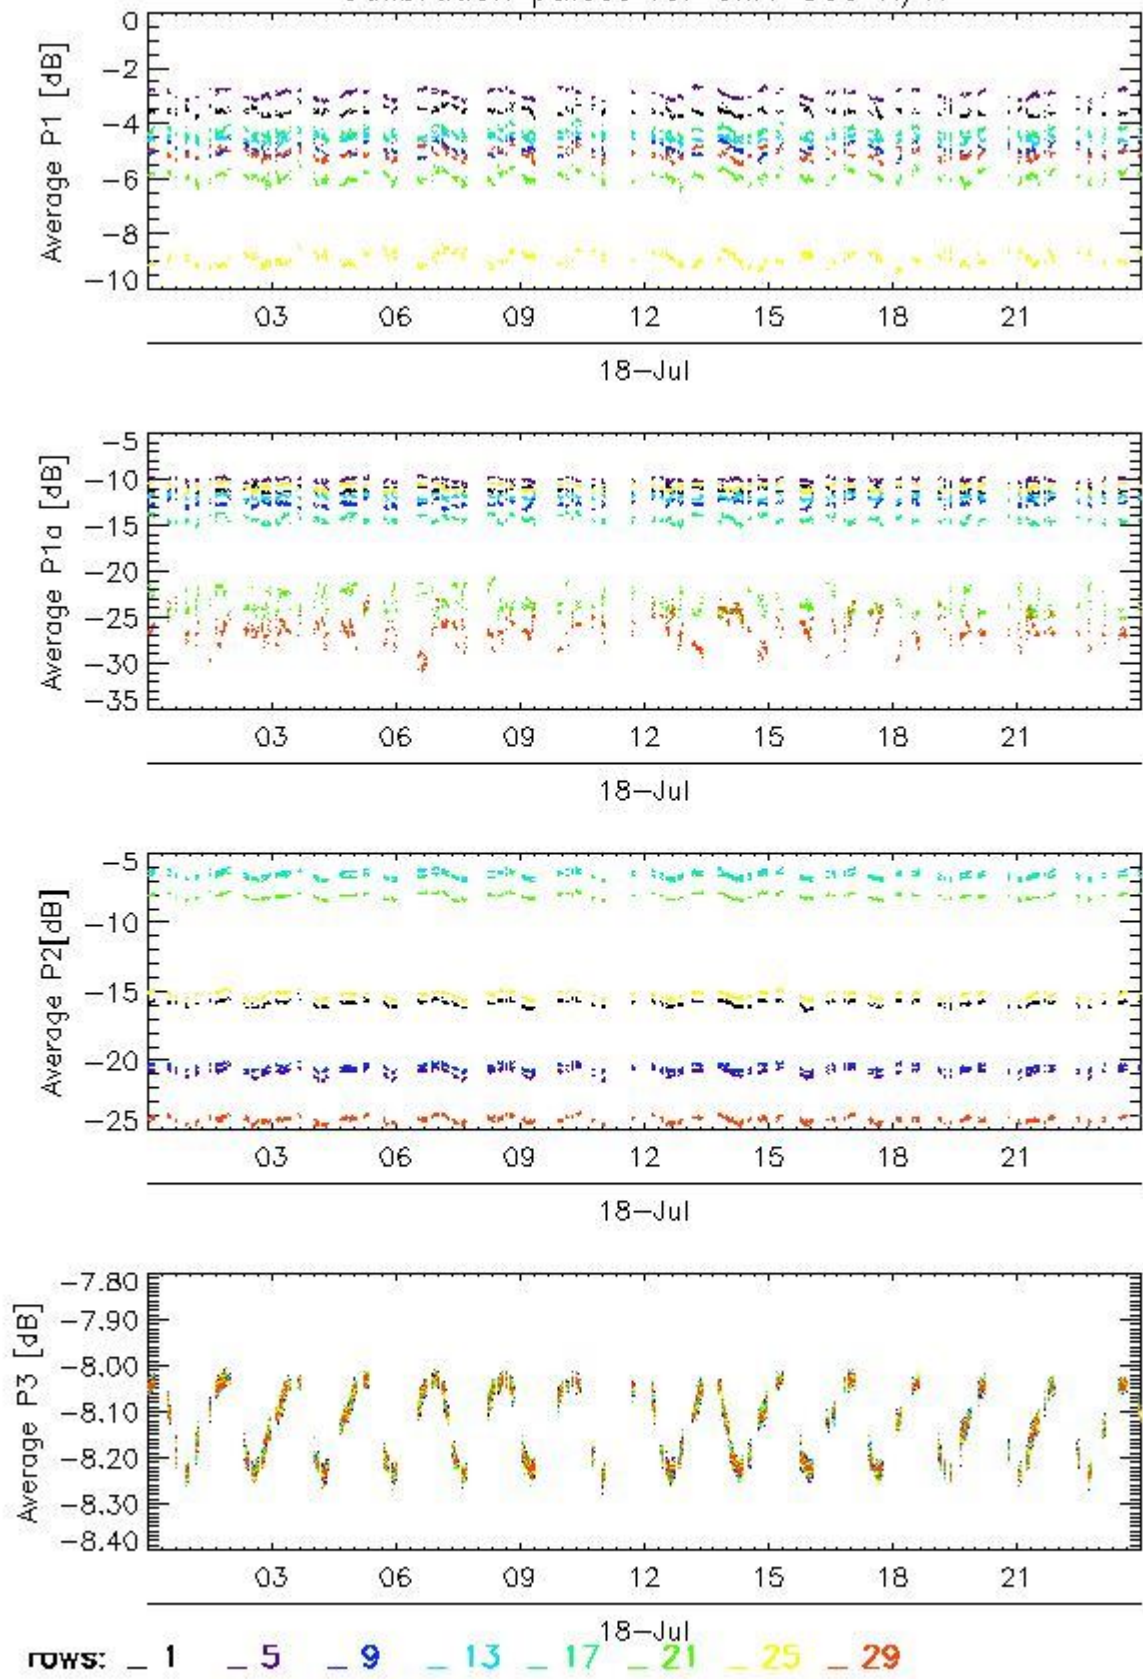 0
−2
−4
−6
−8
−10
Average P1 [dB]
03 06 09 12 15 18 21
18−Jul
−5
−10
−15
−20
−25
−30
−35
Average P1a [dB]
03 06 09 12 15 18 21
18−Jul
−5
−10
−15
−20
−25
Average P2[dB]
03 06 09 12 15 18 21
18−Jul
−7.80
−7.90
−8.00
−8.10
−8.20
−8.30
−8.40
Average P3 [dB]
03 06 09 12 15 18 21
18−Jul
rows: _ 1 _ 5 _ 9 _ 13 _ 17 _ 21 _ 25 _ 29